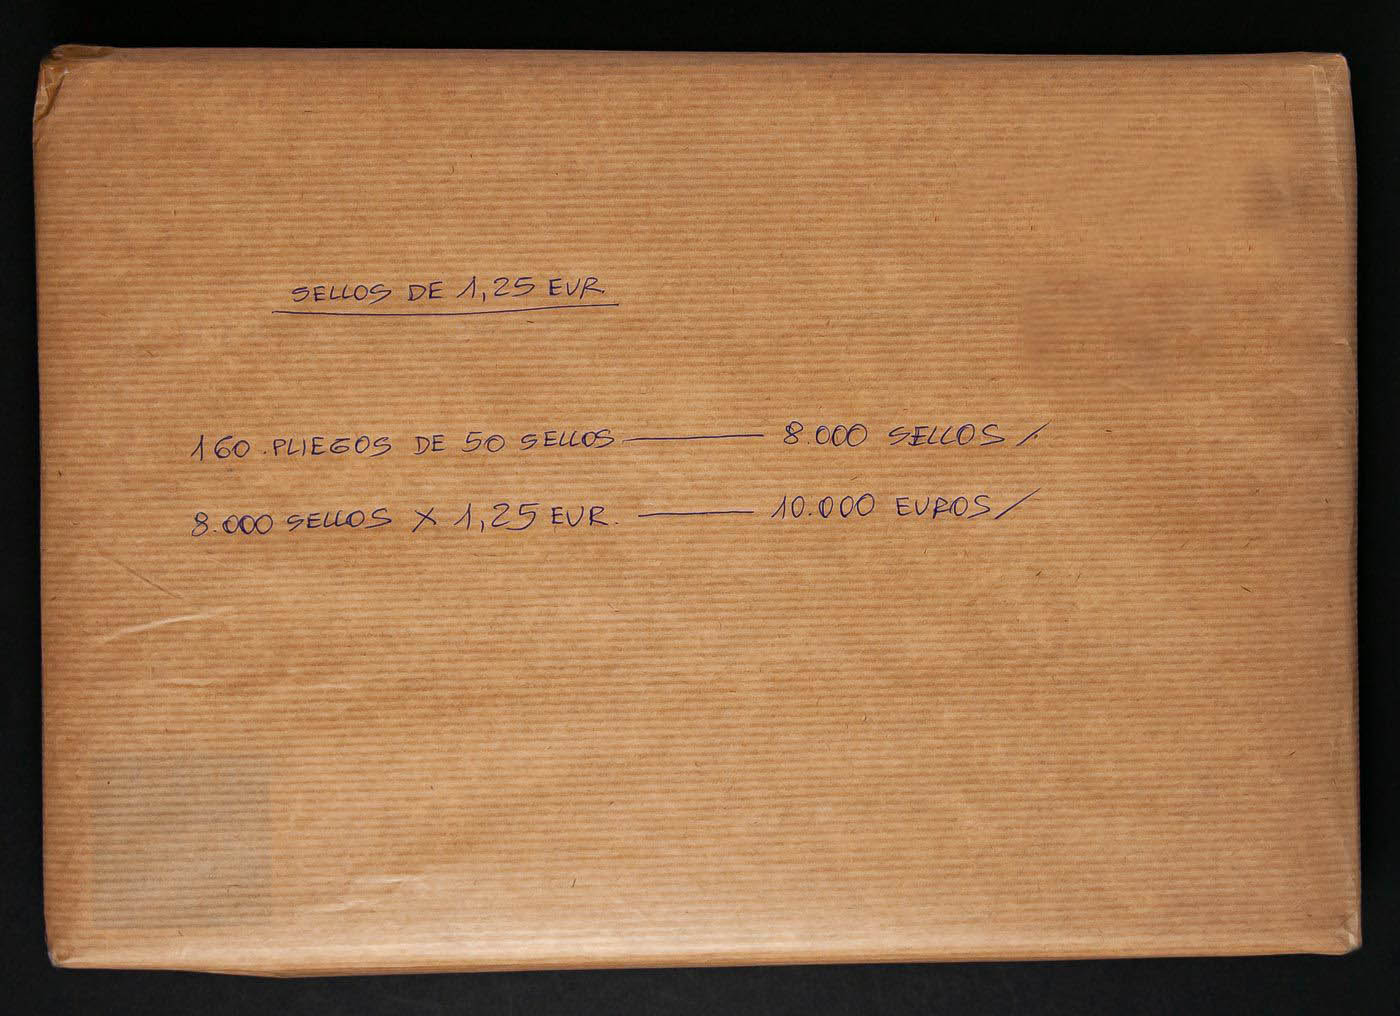 SELLOS DE 1,25 EUR.
160 PLIEGOS DE 50 SELLOS ——— 8.000 SELLOS /
8.000 SELLOS X 1,25 EUR. ——— 10.000 EUROS /